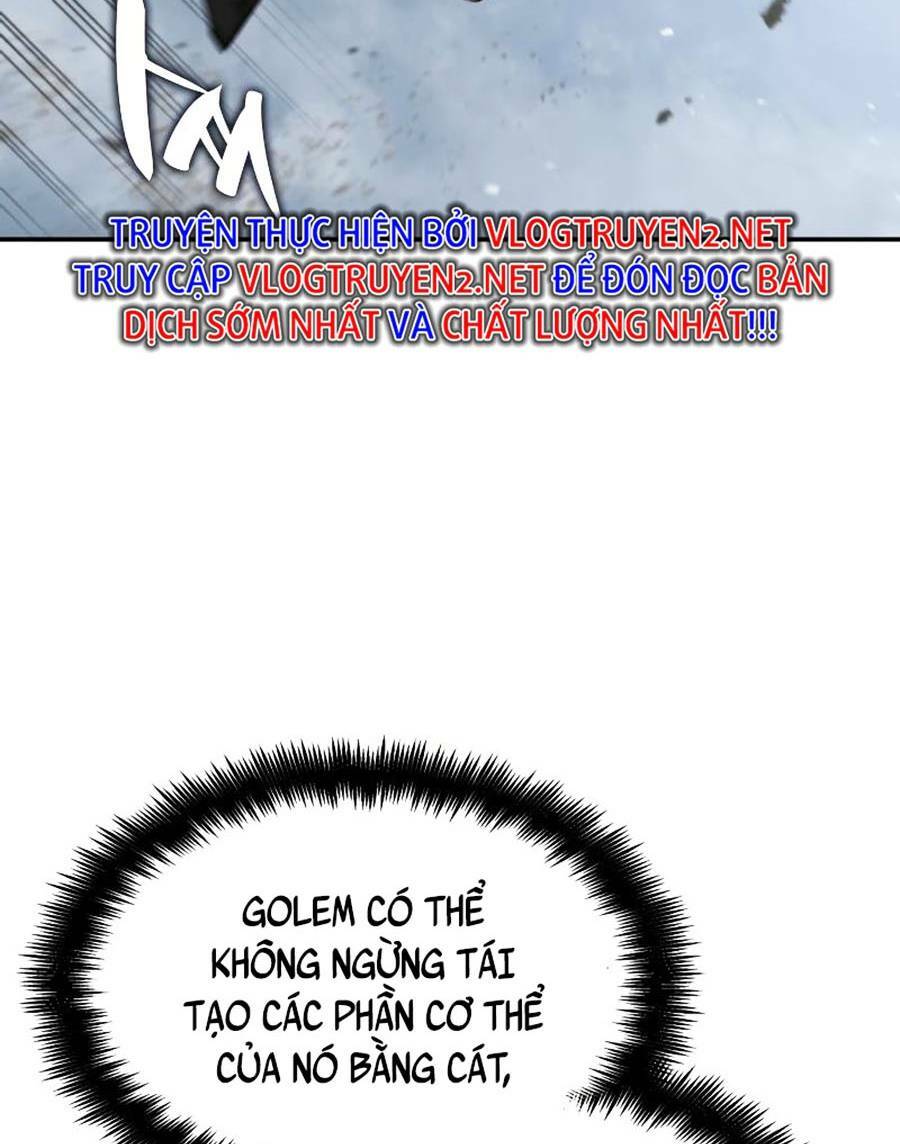 TRUYỆN THỰC HIỆN BỞI VLOGTRUYEN2.NET
TRUY CẬP VLOGTRUYEN2.NET ĐỂ ĐÓN ĐỌC BẢN
DỊCH SỚM NHẤT VÀ CHẤT LƯỢNG NHẤT!!!
GOLEM CÓ THỂ
KHÔNG NGỪNG TÁI
TẠO CÁC PHẦN CƠ THỂ
CỦA NÓ BẰNG CÁT,